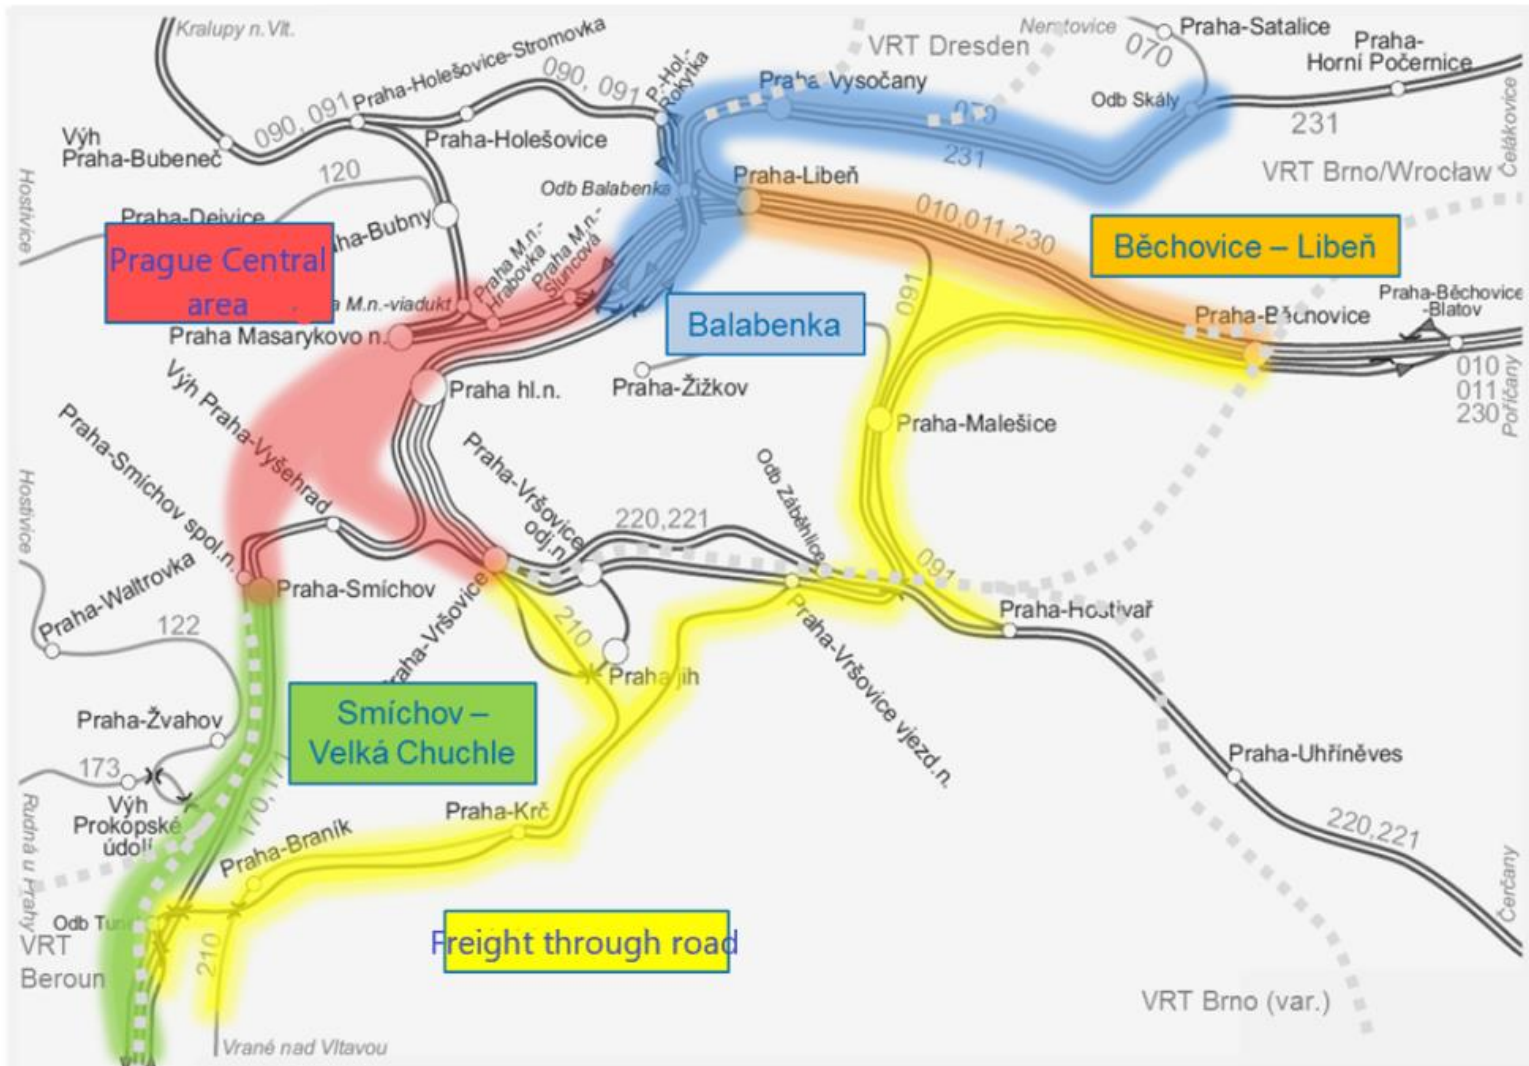 Kralupy n.Vlt.
090, 091
Praha-Holešovice-Stromovka
090, 091
P.-Hol.-
Rokytka
Praha-Vysočany
VRT Dresden
Neratovice
070
Praha-Satalice
Praha-
Horní Počernice
Odb Skály
070
231
231
Čelákovice
Výh
Praha-Bubeneč
Praha-Holešovice
120
Odb Balabenka
Praha-Libeň
VRT Brno/Wrocław
Hostivice
Praha-Dejvice
010,011,230
Prague Central
area
Praha M.n.-
Hrabovka
Praha M.n.-
Sluncová
M.n.-viadukt
Praha Masarykovo n.
Běchovice – Libeň
Balabenka
091
Praha-Běchovice
Praha-Běchovice
-Blatov
010
011
230
Poříčany
Praha hl.n.
Praha-Žižkov
Výh Praha-Vyšehrad
Praha-Malešice
Praha-Smíchov spol.n.
Praha-Vršovice
odj.n.
Odb Záběhlice
220,221
Hostivice
Praha-Waltrovka
Praha-Smíchov
Praha-Vršovice
210
091
Praha-Hostivař
122
Praha jih
Praha-Vršovice vjezd.n.
Smíchov –
Velká Chuchle
Praha-Žvahov
173
Výh
Prokopské
údolí
170,171
Praha-Krč
Praha-Braník
Praha-Uhříněves
220,221
Čerčany
Rudná u Prahy
VRT
Beroun
210
Freight through road
VRT Brno (var.)
Vrané nad Vltavou